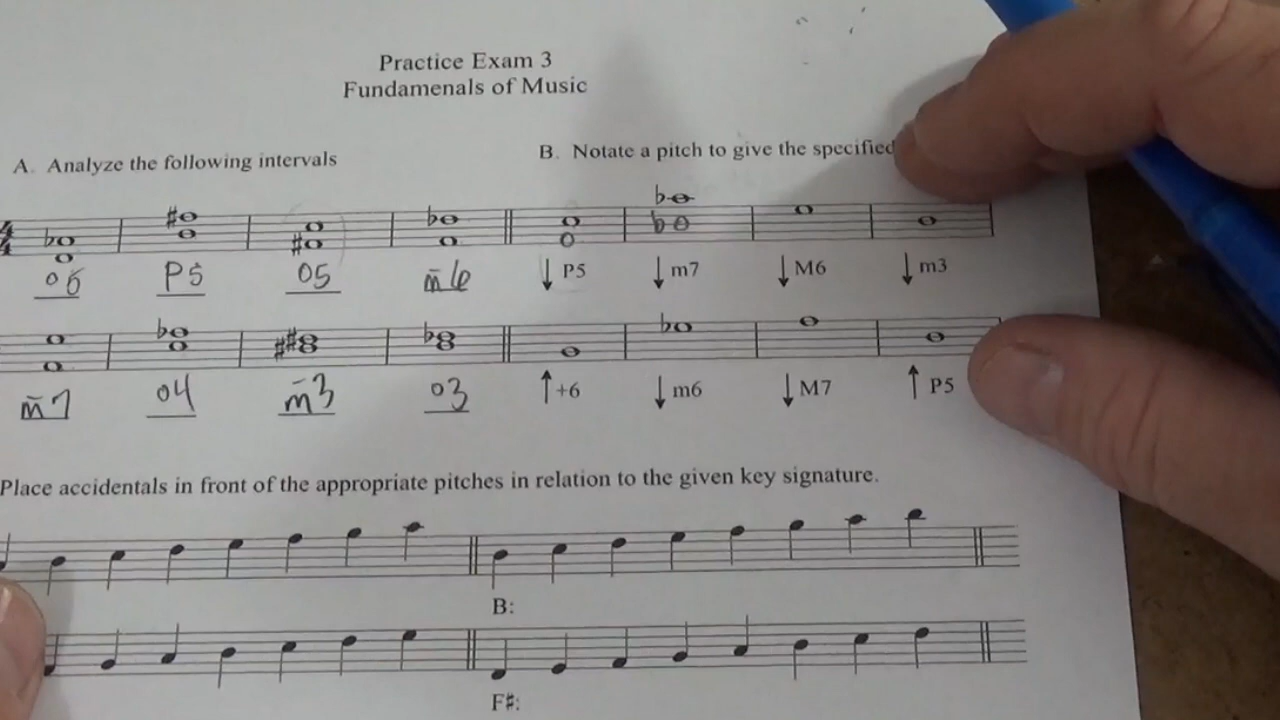 Practice Exam 3
Fundamenals of Music
A. Analyze the following intervals
B. Notate a pitch to give the specified
o5 P5 o5 m6
↓ P5 ↓ m7 ↓ M6 ↓ m3
m7 o4 m3 o3
↑ +6 ↓ m6 ↓ M7 ↑ P5
Place accidentals in front of the appropriate pitches in relation to the given key signature.
B:
F#: